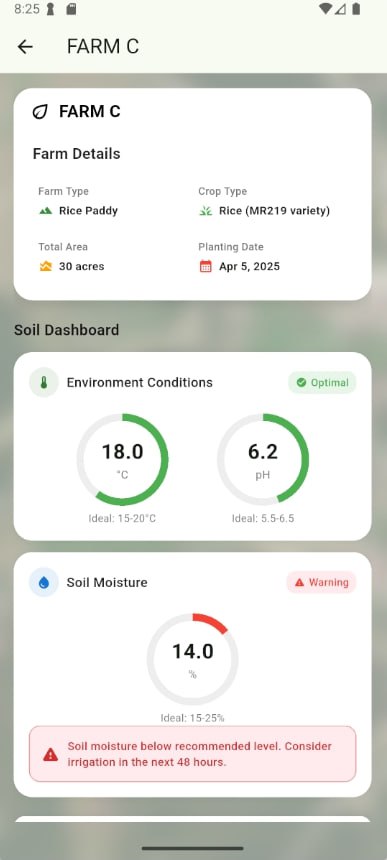 8:25
FARM C
FARM C
Farm Details
Farm Type
Rice Paddy
Crop Type
Rice (MR219 variety)
Total Area
30 acres
Planting Date
Apr 5, 2025
Soil Dashboard
Environment Conditions
Optimal
18.0
°C
Ideal: 15-20°C
6.2
pH
Ideal: 5.5-6.5
Soil Moisture
Warning
14.0
%
Ideal: 15-25%
Soil moisture below recommended level. Consider
irrigation in the next 48 hours.